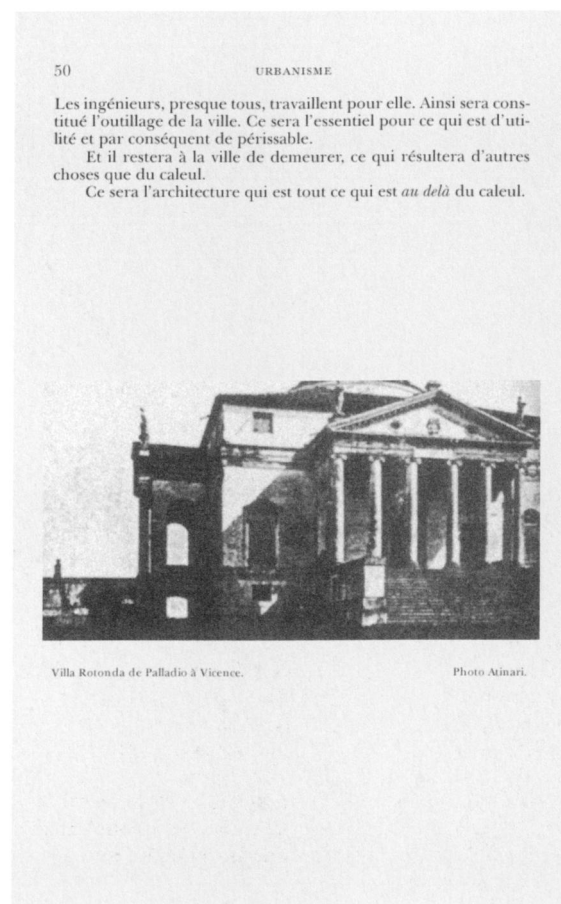 50 URBANISME
Les ingénieurs, presque tous, travaillent pour elle. Ainsi sera cons-
titué l'outillage de la ville. Ce sera l'essentiel pour ce qui est d'uti-
lité et par conséquent de périssable.
Et il restera à la ville de demeurer, ce qui résultera d'autres
choses que du caleul.
Ce sera l'architecture qui est tout ce qui est au delà du caleul.
Villa Rotonda de Palladio à Vicence. Photo Atinari.